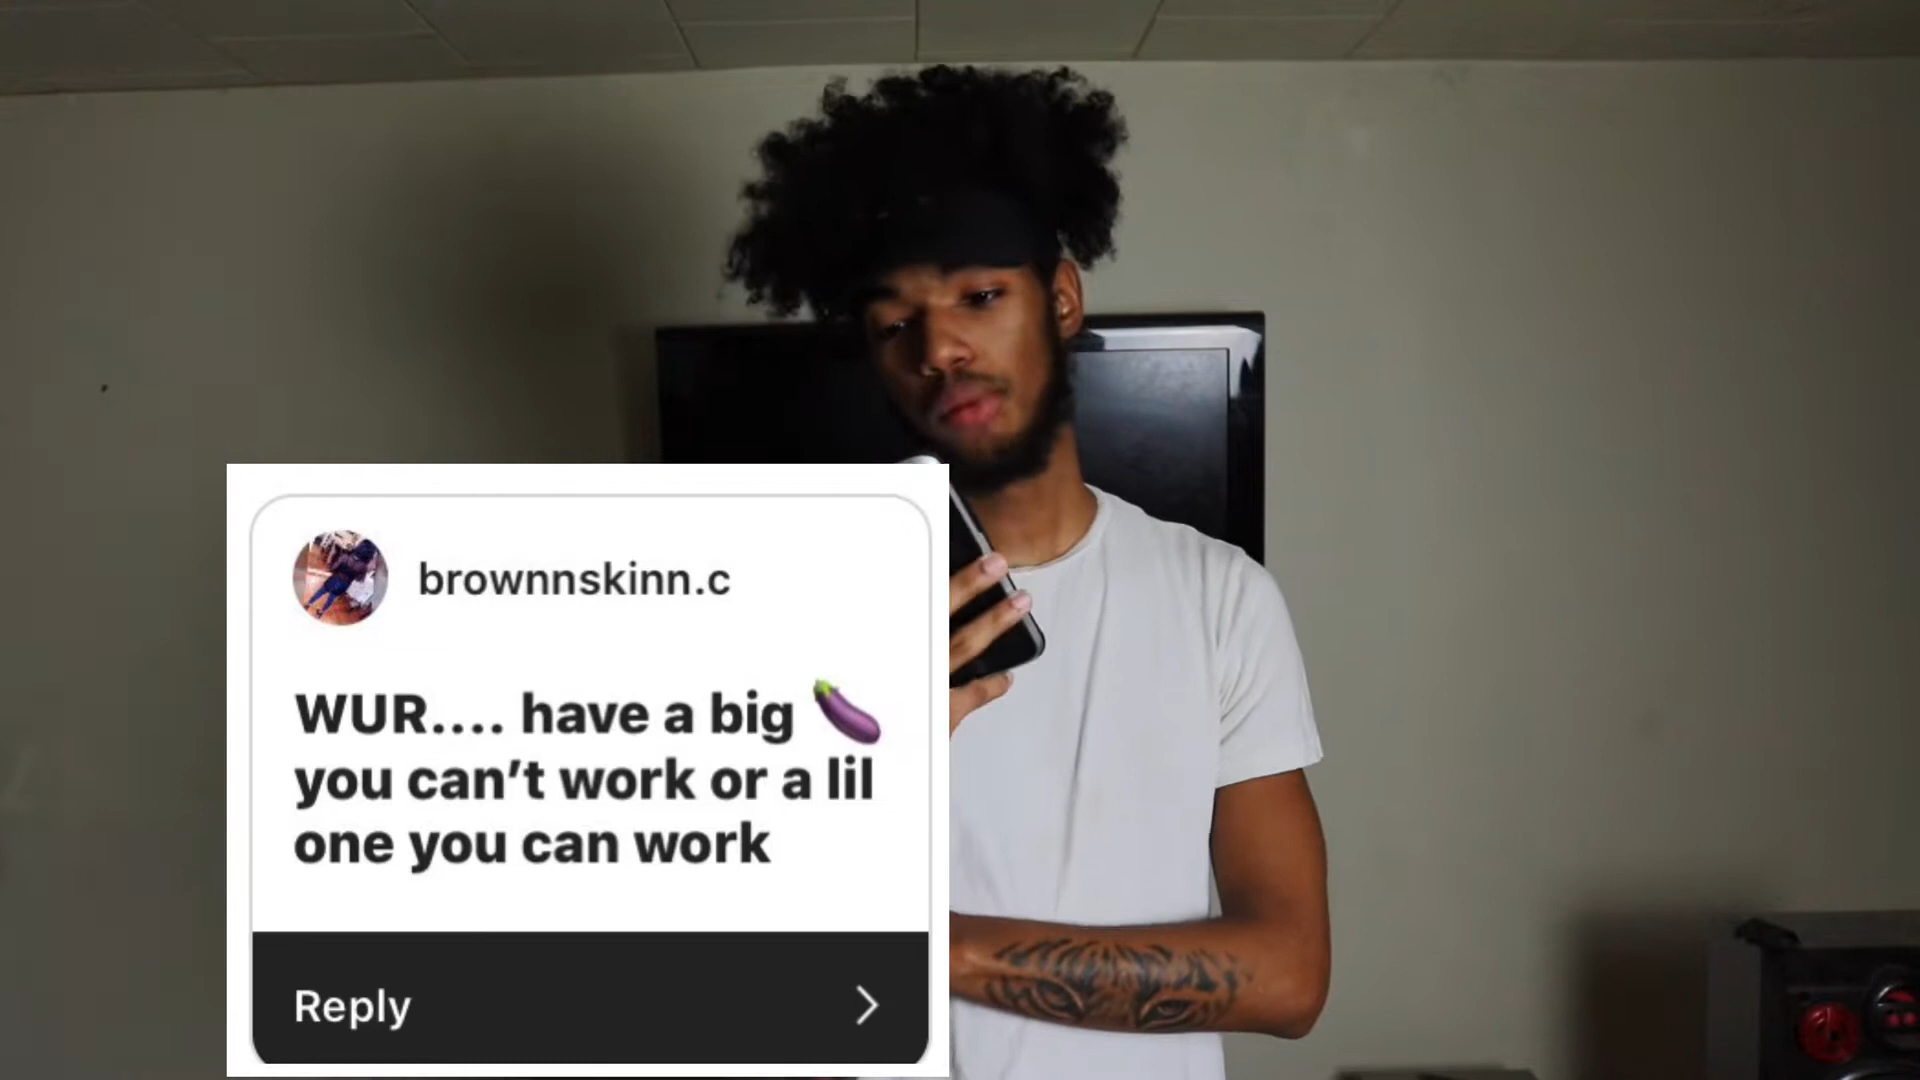 brownnskinn.c
WUR.... have a big 🍆
you can't work or a lil
one you can work
Reply